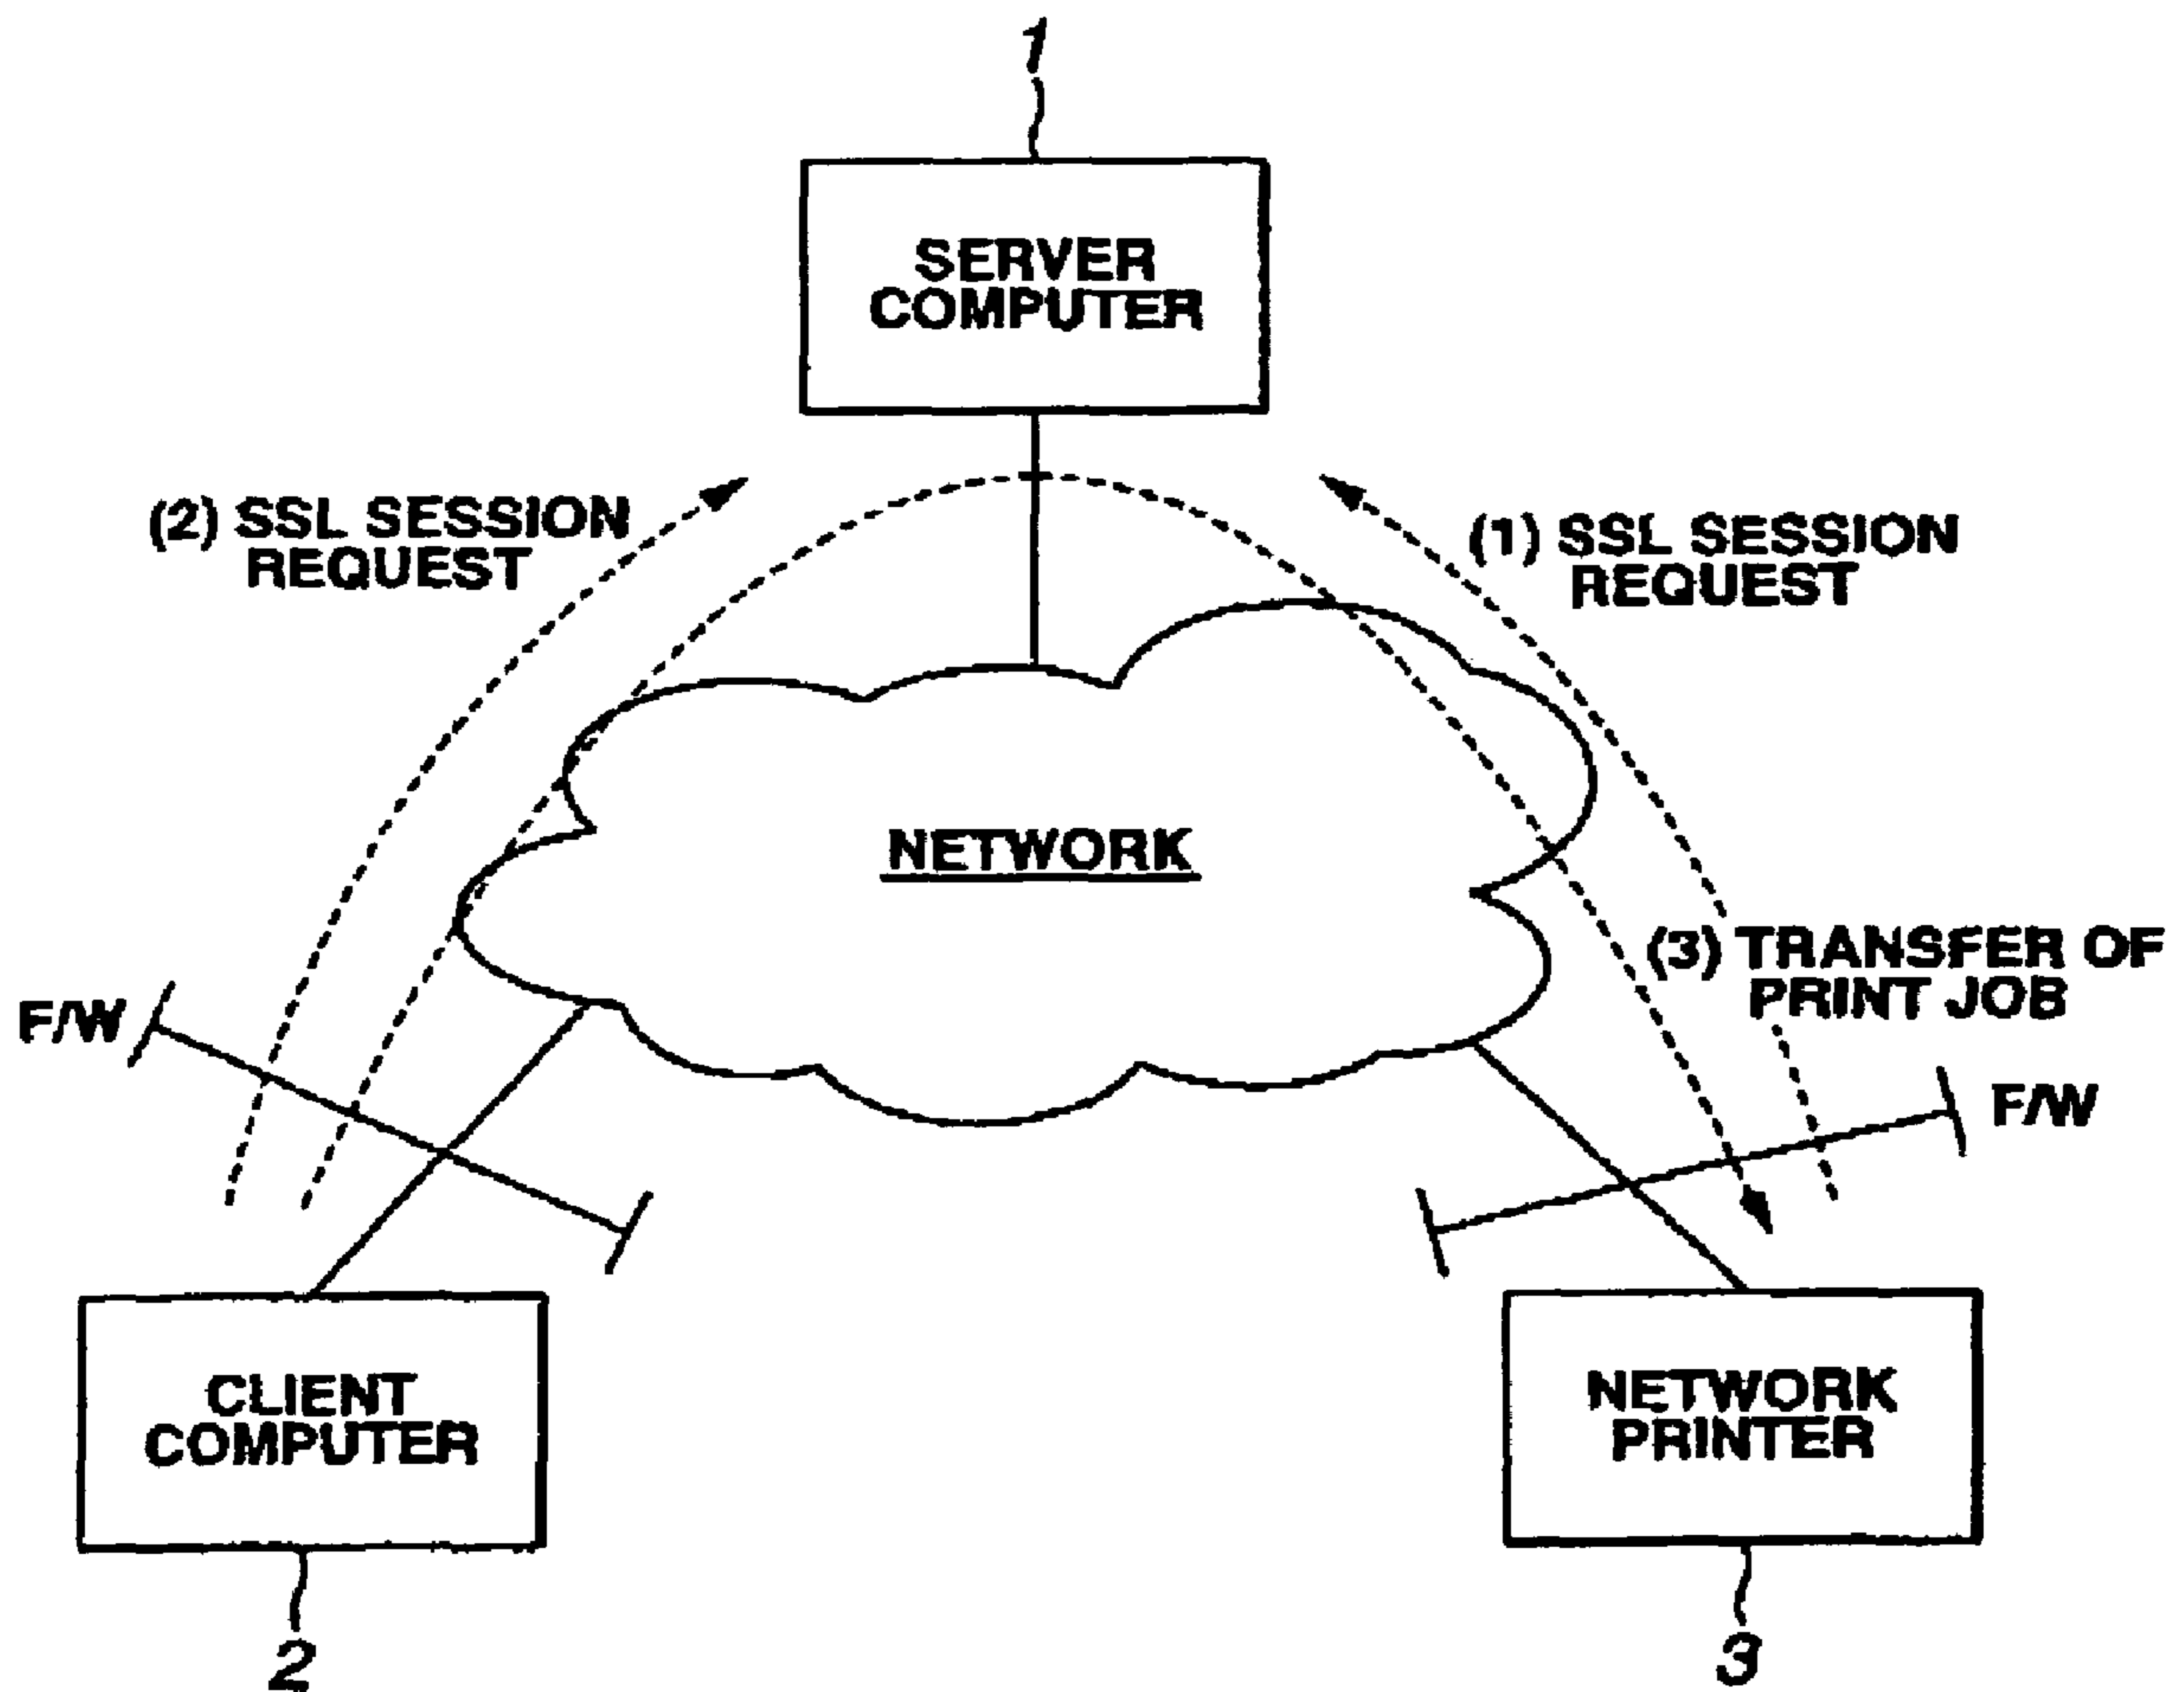 1
SERVER
COMPUTER
(2) SSL SESSION
REQUEST
(1) SSL SESSION
REQUEST
NETWORK
(3) TRANSFER OF
PRINT JOB
F/W
F/W
CLIENT
COMPUTER
NETWORK
PRINTER
2
3